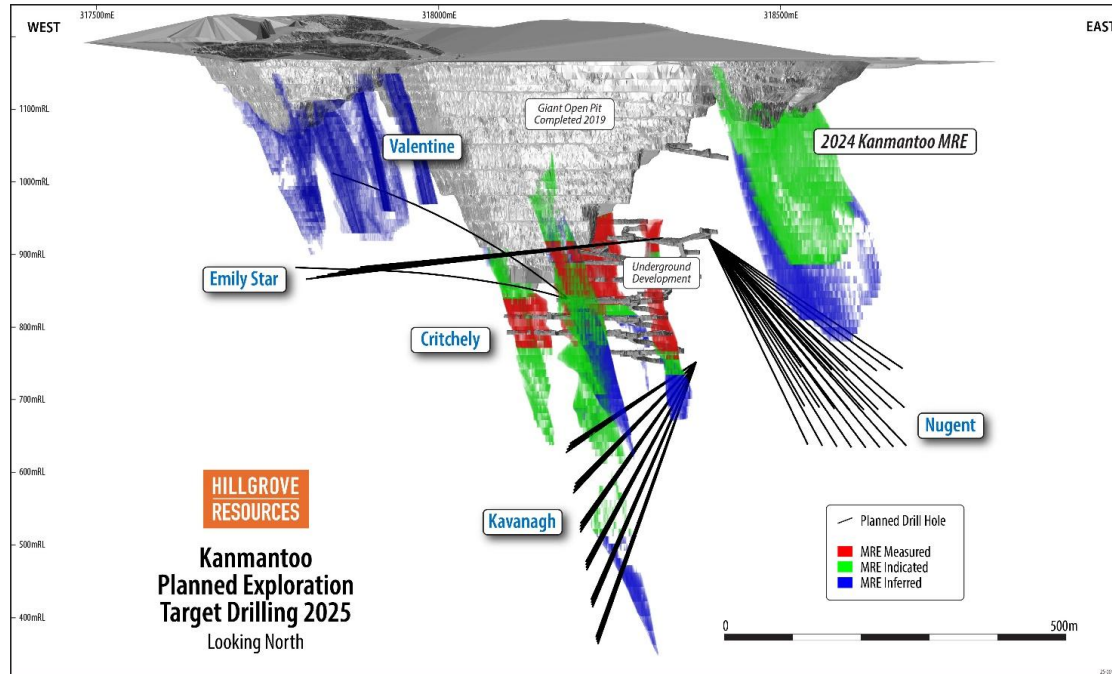 317500mE
318000mE
318500mE
WEST
EAST
1100mRL
1000mRL
900mRL
800mRL
700mRL
600mRL
500mRL
400mRL
Giant Open Pit
Completed 2019
2024 Kanmantoo MRE
Valentine
Emily Star
Underground
Development
Critchely
Nugent
Kavanagh
HILLGROVE
RESOURCES
Kanmantoo
Planned Exploration
Target Drilling 2025
Looking North
Planned Drill Hole
MRE Measured
MRE Indicated
MRE Inferred
0
500m